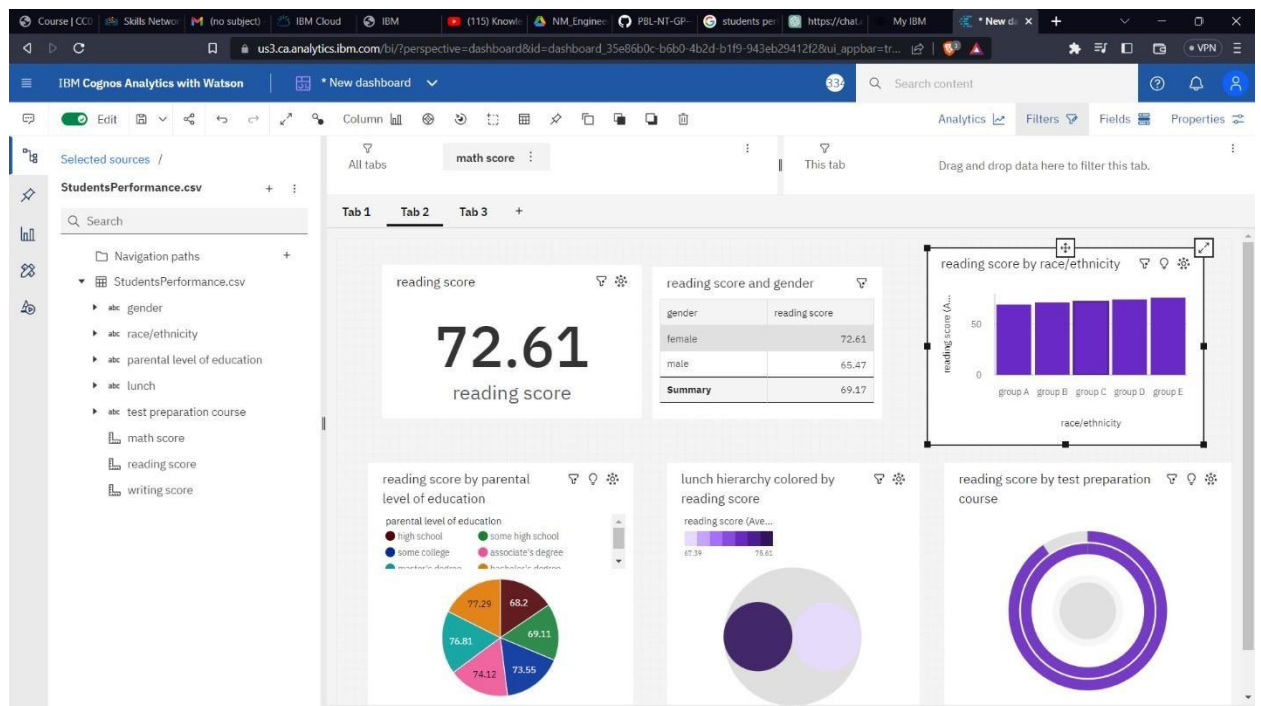 Course | CC0
Skills Networ
(no subject) -
IBM Cloud
IBM
(115) Knowle
NM_Enginee
PBL-NT-GP-
students per
https://chat.
My IBM
* New da
us3.ca.analytics.ibm.com/bi/?perspective=dashboard&id=dashboard_35e86b0c-b6b0-4b2d-b1f9-943eb29412f2&ui_appbar=tr...
VPN
IBM Cognos Analytics with Watson
* New dashboard
334
Search content
Edit
Column
Analytics
Filters
Fields
Properties
Selected sources /
StudentsPerformance.csv
Search
Navigation paths
StudentsPerformance.csv
abc gender
abc race/ethnicity
abc parental level of education
abc lunch
abc test preparation course
math score
reading score
writing score
All tabs
math score
This tab
Drag and drop data here to filter this tab.
Tab 1
Tab 2
Tab 3
reading score
72.61
reading score
reading score and gender
gender reading score
female 72.61
male 65.47
Summary 69.17
reading score by race/ethnicity
reading score (A...
50
0
group A group B group C group D group E
race/ethnicity
reading score by parental
level of education
parental level of education
high school some high school
some college associate's degree
master's degree bachelor's degree
77.29
68.2
76.81
69.11
74.12
73.55
lunch hierarchy colored by
reading score
reading score (Ave...
67.39 75.61
reading score by test preparation
course